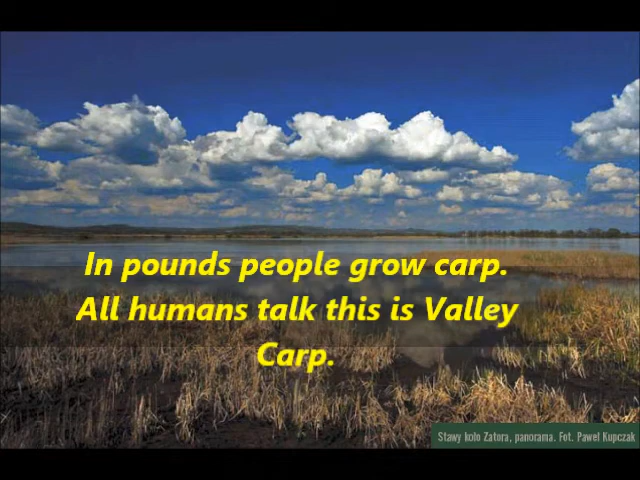 In pounds people grow carp.
All humans talk this is Valley
Carp.
Stawy koło Zatora, panorama. Fot. Paweł Kupczak